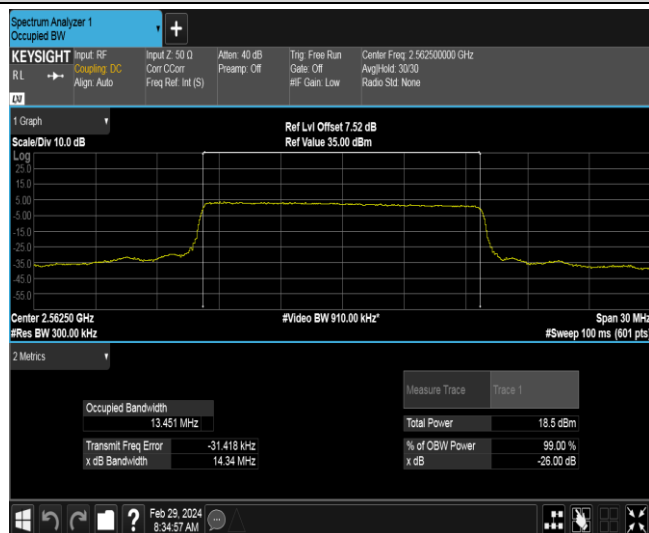 Spectrum Analyzer 1
Occupied BW
+
KEYSIGHT Input: RF Input Z: 50 Ω Atten: 40 dB Trig: Free Run Center Freq: 2.562500000 GHz
RL Coupling: DC Corr CCorr Preamp: Off Gate: Off Avg|Hold: 30/30
Align: Auto Freq Ref: Int (S) #IF Gain: Low Radio Std: None
LXI
1 Graph
Ref Lvl Offset 7.52 dB
Scale/Div 10.0 dB Ref Value 35.00 dBm
Log
25.0
15.0
5.00
-5.00
-15.0
-25.0
-35.0
-45.0
-55.0
Center 2.56250 GHz #Video BW 910.00 kHz* Span 30 MHz
#Res BW 300.00 kHz #Sweep 100 ms (601 pts
2 Metrics
Measure Trace Trace 1
Occupied Bandwidth
13.451 MHz Total Power 18.5 dBm
Transmit Freq Error -31.418 kHz % of OBW Power 99.00 %
x dB Bandwidth 14.34 MHz x dB -26.00 dB
? Feb 29, 2024
8:34:57 AM